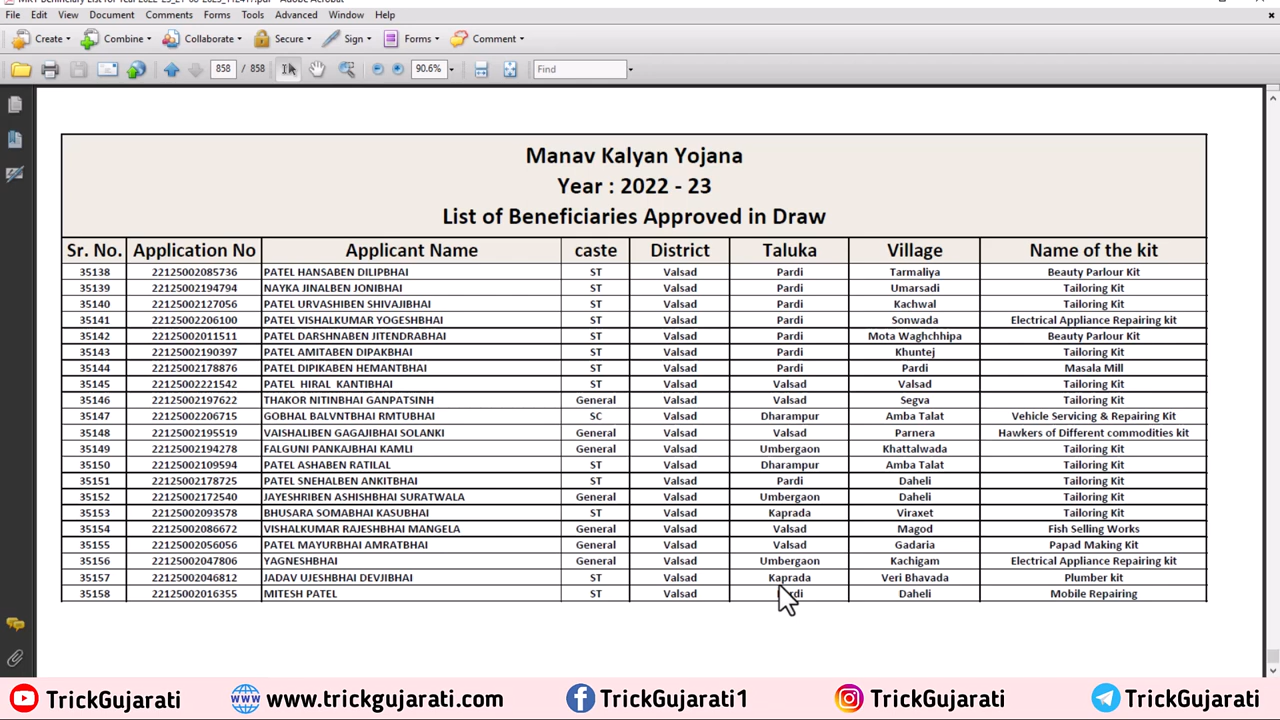 File Edit View Document Comments Forms Tools Advanced Window Help
Create Combine Collaborate Secure Sign Forms Comment
858 / 858 90.6% Find
Manav Kalyan Yojana
Year : 2022 - 23
List of Beneficiaries Approved in Draw
Sr. No. Application No Applicant Name caste District Taluka Village Name of the kit
35138 22125002085736 PATEL HANSABEN DILIPBHAI ST Valsad Pardi Tarmaliya Beauty Parlour Kit
35139 22125002194794 NAYKA JINALBEN JONIBHAI ST Valsad Pardi Umarsadi Tailoring Kit
35140 22125002127056 PATEL URVASHIBEN SHIVAJIBHAI ST Valsad Pardi Kachwal Tailoring Kit
35141 22125002206100 PATEL VISHALKUMAR YOGESHBHAI ST Valsad Pardi Sonwada Electrical Appliance Repairing kit
35142 22125002011511 PATEL DARSHNABEN JITENDRABHAI ST Valsad Pardi Mota Waghchhipa Beauty Parlour Kit
35143 22125002190397 PATEL AMITABEN DIPAKBHAI ST Valsad Pardi Khuntej Tailoring Kit
35144 22125002178876 PATEL DIPIKABEN HEMANTBHAI ST Valsad Pardi Pardi Masala Mill
35145 22125002221542 PATEL HIRAL KANTIBHAI ST Valsad Valsad Valsad Tailoring Kit
35146 22125002197622 THAKOR NITINBHAI GANPATSINH General Valsad Valsad Segva Tailoring Kit
35147 22125002206715 GOBHAL BALVNTBHAI RMTUBHAI SC Valsad Dharampur Amba Talat Vehicle Servicing & Repairing Kit
35148 22125002195519 VAISHALIBEN GAGAJIBHAI SOLANKI General Valsad Valsad Parnera Hawkers of Different commodities kit
35149 22125002194278 FALGUNI PANKAJBHAI KAMLI General Valsad Umbergaon Khattalwada Tailoring Kit
35150 22125002109594 PATEL ASHABEN RATILAL ST Valsad Dharampur Amba Talat Tailoring Kit
35151 22125002178725 PATEL SNEHALBEN ANKITBHAI ST Valsad Pardi Daheli Tailoring Kit
35152 22125002172540 JAYESHRIBEN ASHISHBHAI SURATWALA General Valsad Umbergaon Daheli Tailoring Kit
35153 22125002093578 BHUSARA SOMABHAI KASUBHAI ST Valsad Kaprada Viraxet Tailoring Kit
35154 22125002086672 VISHALKUMAR RAJESHBHAI MANGELA General Valsad Valsad Magod Fish Selling Works
35155 22125002056056 PATEL MAYURBHAI AMRATBHAI General Valsad Valsad Gadaria Papad Making Kit
35156 22125002047806 YAGNESHBHAI General Valsad Umbergaon Kachigam Electrical Appliance Repairing kit
35157 22125002046812 JADAV UJESHBHAI DEVJIBHAI ST Valsad Kaprada Veri Bhavada Plumber kit
35158 22125002016355 MITESH PATEL ST Valsad Pardi Daheli Mobile Repairing
TrickGujarati www.trickgujarati.com TrickGujarati1 TrickGujarati TrickGujarati